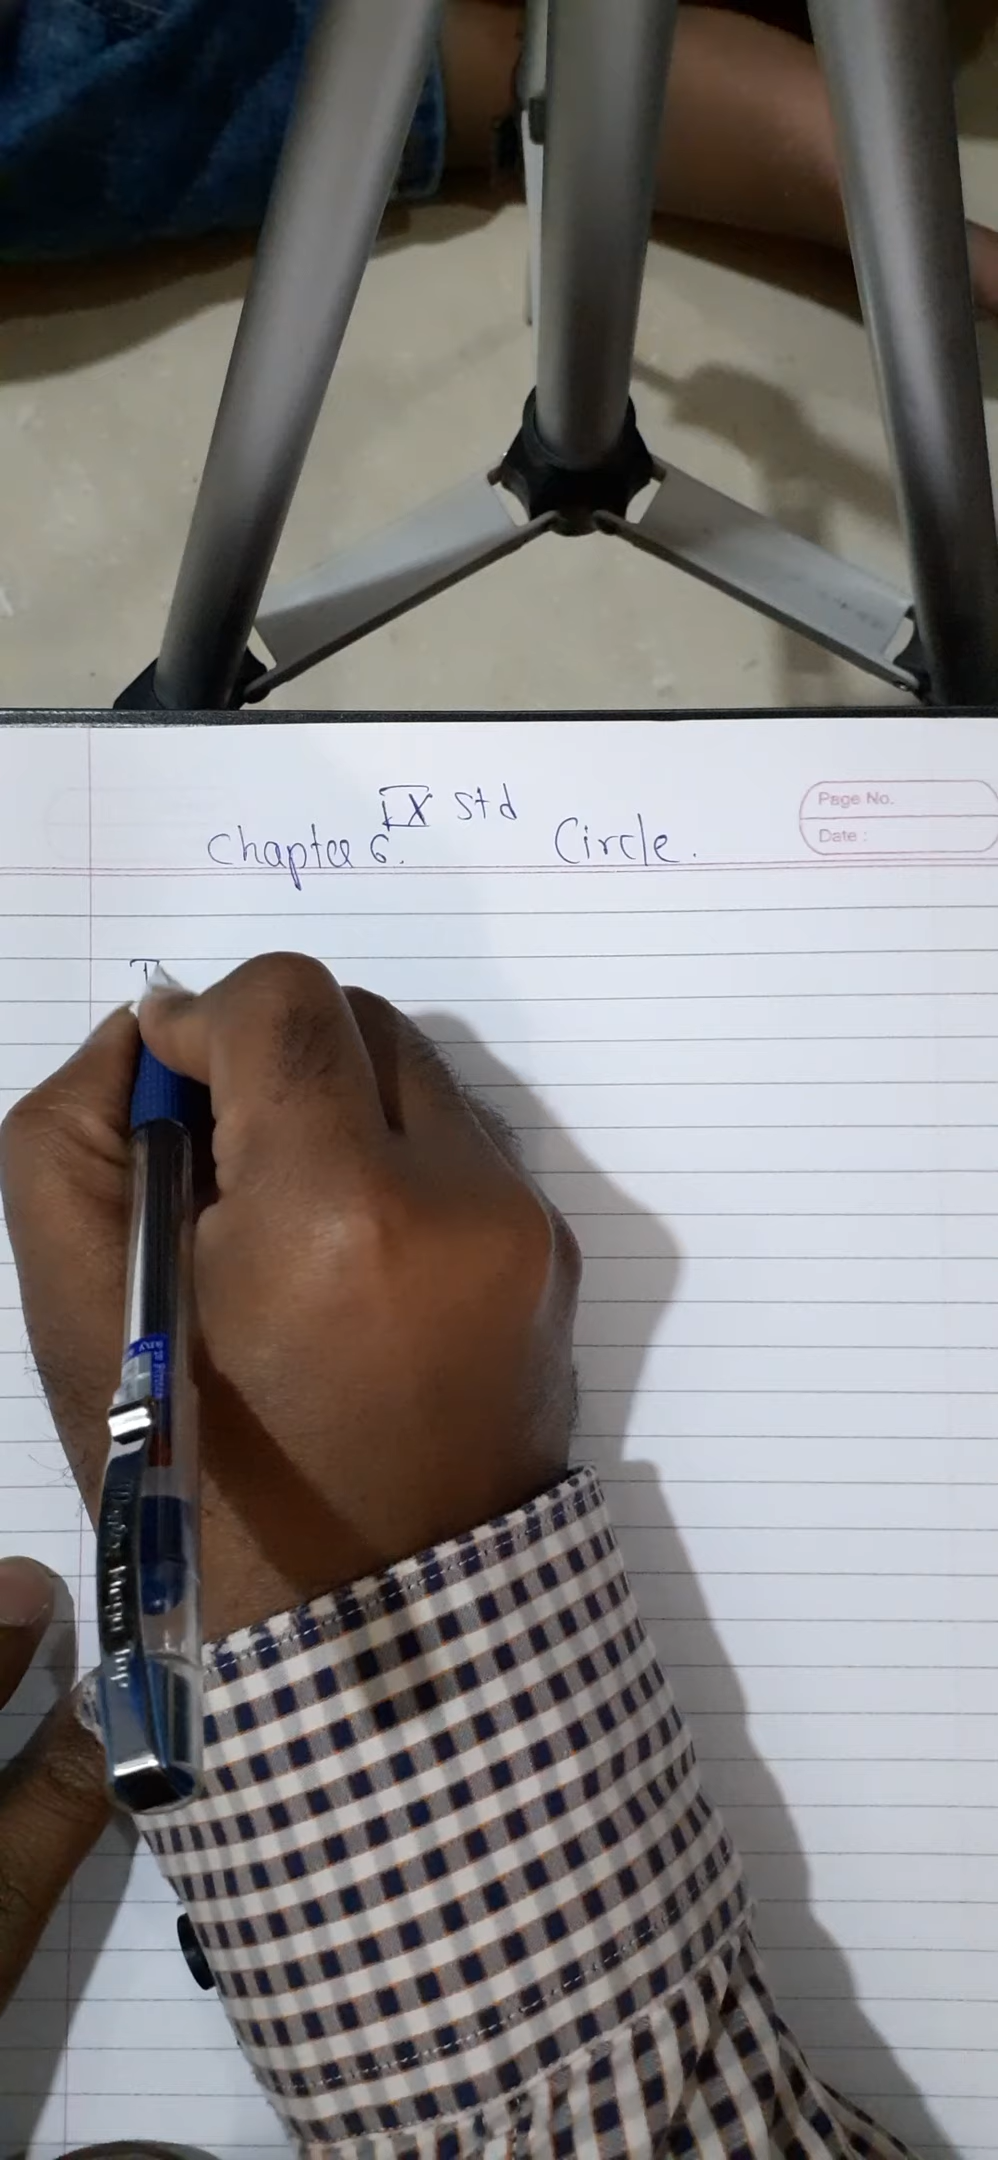 IX std
Chapter 6. Circle.
Page No.
Date :